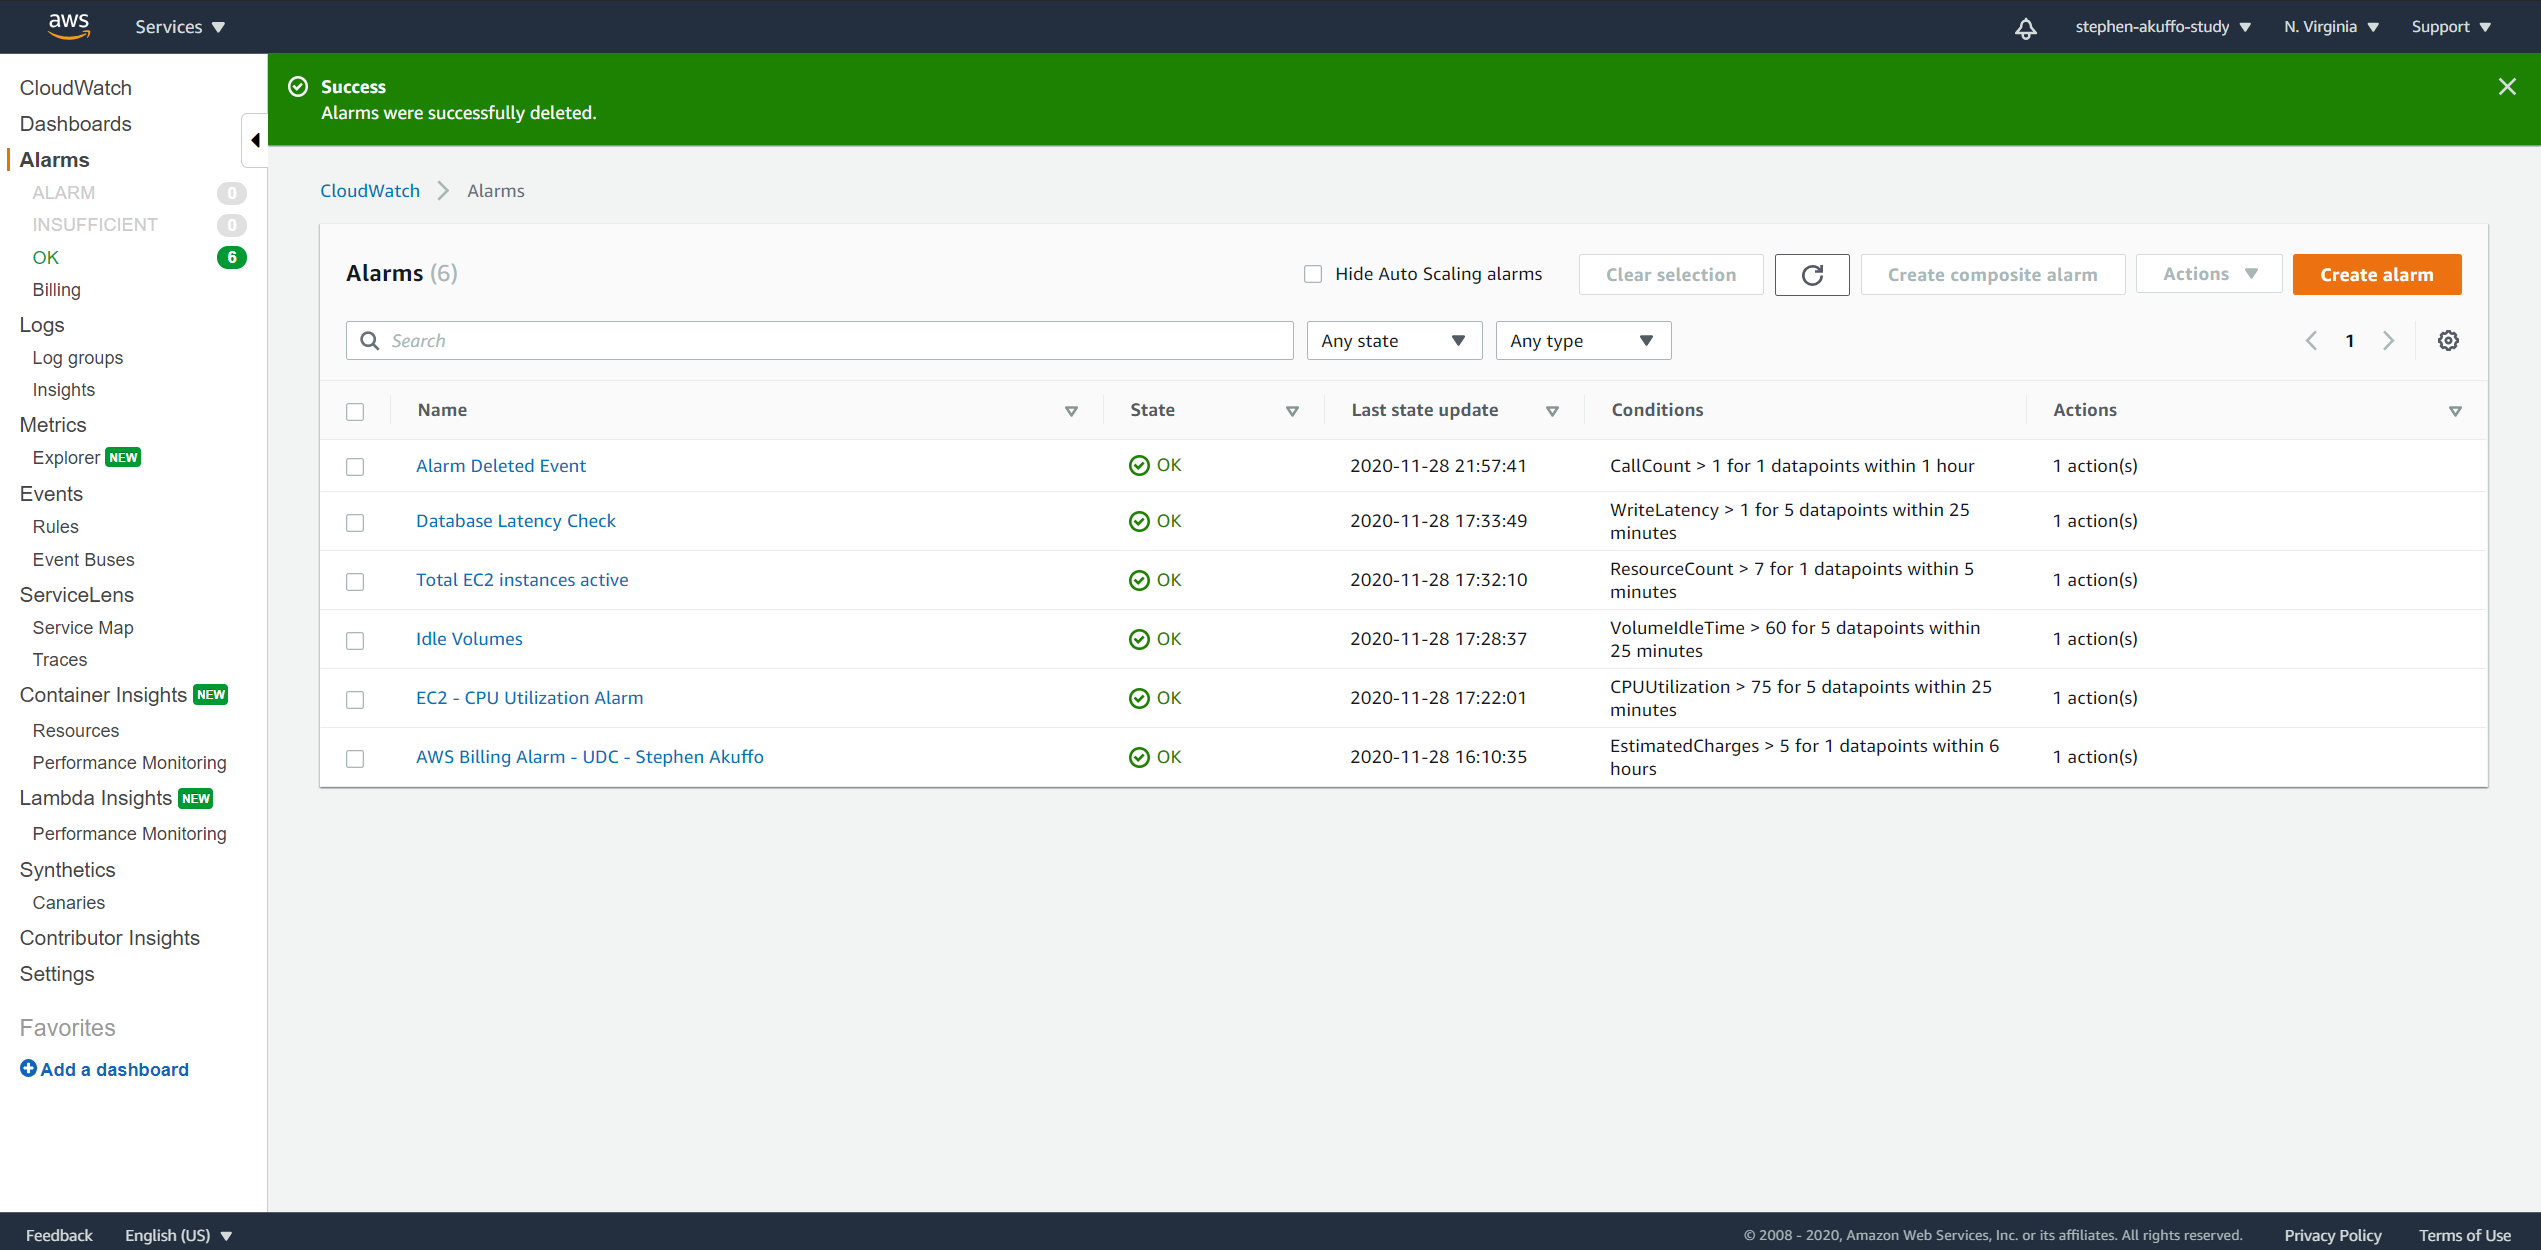 aws
Services
stephen-akuffo-study
N. Virginia
Support
CloudWatch
Dashboards
Alarms
ALARM 0
INSUFFICIENT 0
OK 6
Billing
Logs
Log groups
Insights
Metrics
Explorer NEW
Events
Rules
Event Buses
ServiceLens
Service Map
Traces
Container Insights NEW
Resources
Performance Monitoring
Lambda Insights NEW
Performance Monitoring
Synthetics
Canaries
Contributor Insights
Settings
Favorites
Add a dashboard
Success
Alarms were successfully deleted.
CloudWatch > Alarms
Alarms (6)
Hide Auto Scaling alarms
Clear selection
Create composite alarm
Actions
Create alarm
Search
Any state
Any type
1
Name State Last state update Conditions Actions
Alarm Deleted Event OK 2020-11-28 21:57:41 CallCount > 1 for 1 datapoints within 1 hour 1 action(s)
Database Latency Check OK 2020-11-28 17:33:49 WriteLatency > 1 for 5 datapoints within 25
minutes 1 action(s)
Total EC2 instances active OK 2020-11-28 17:32:10 ResourceCount > 7 for 1 datapoints within 5
minutes 1 action(s)
Idle Volumes OK 2020-11-28 17:28:37 VolumeIdleTime > 60 for 5 datapoints within
25 minutes 1 action(s)
EC2 - CPU Utilization Alarm OK 2020-11-28 17:22:01 CPUUtilization > 75 for 5 datapoints within 25
minutes 1 action(s)
AWS Billing Alarm - UDC - Stephen Akuffo OK 2020-11-28 16:10:35 EstimatedCharges > 5 for 1 datapoints within 6
hours 1 action(s)
Feedback
English (US)
© 2008 - 2020, Amazon Web Services, Inc. or its affiliates. All rights reserved.
Privacy Policy
Terms of Use